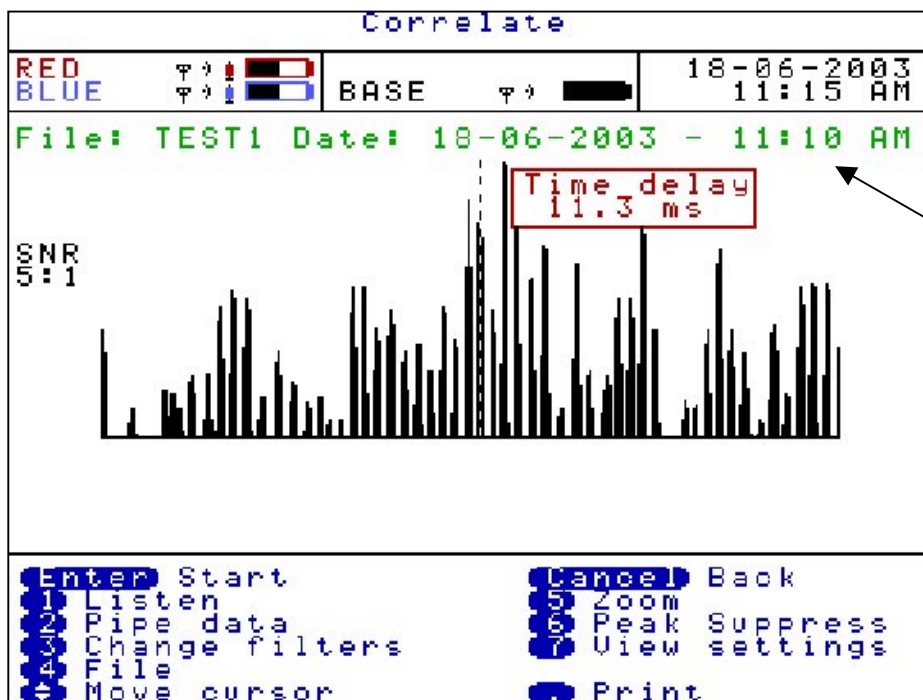 Correlate
RED
BLUE
BASE
18-06-2003
11:15 AM
File: TEST1 Date: 18-06-2003 - 11:10 AM
Time delay
11.3 ms
SNR
5:1
Enter Start
1 Listen
2 Pipe data
3 Change filters
4 File
Move cursor
Cancel Back
5 Zoom
6 Peak Suppress
7 View settings
. Print